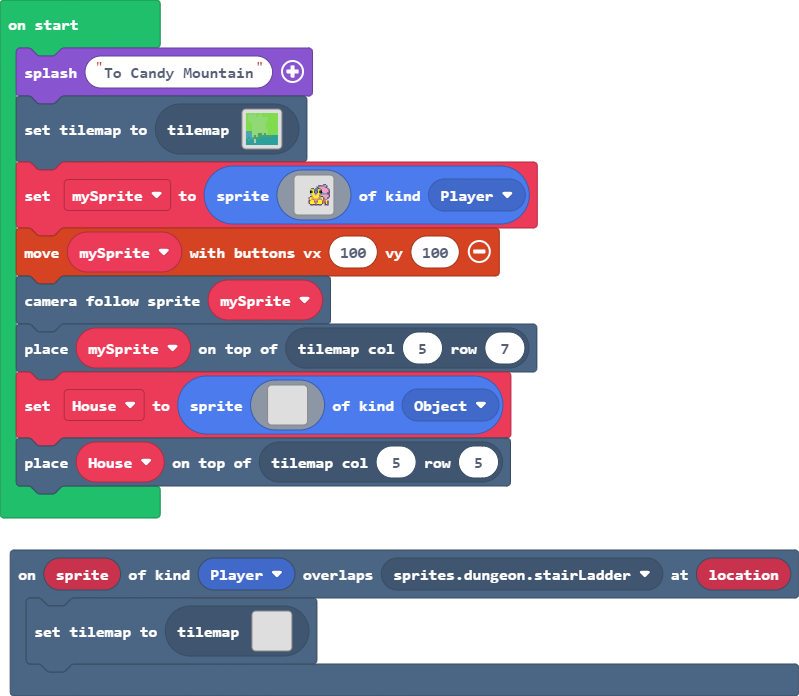 on start
splash "To Candy Mountain"
set tilemap to tilemap
set mySprite to sprite of kind Player
move mySprite with buttons vx 100 vy 100
camera follow sprite mySprite
place mySprite on top of tilemap col 5 row 7
set House to sprite of kind Object
place House on top of tilemap col 5 row 5
on sprite of kind Player overlaps sprites.dungeon.stairLadder at location
set tilemap to tilemap